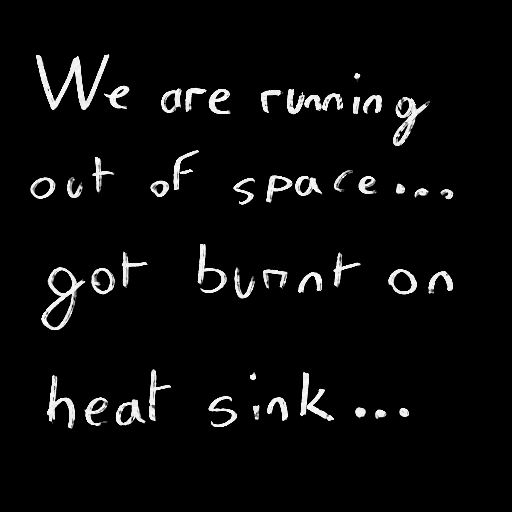 We are running
out of space...
got burnt on
heat sink...